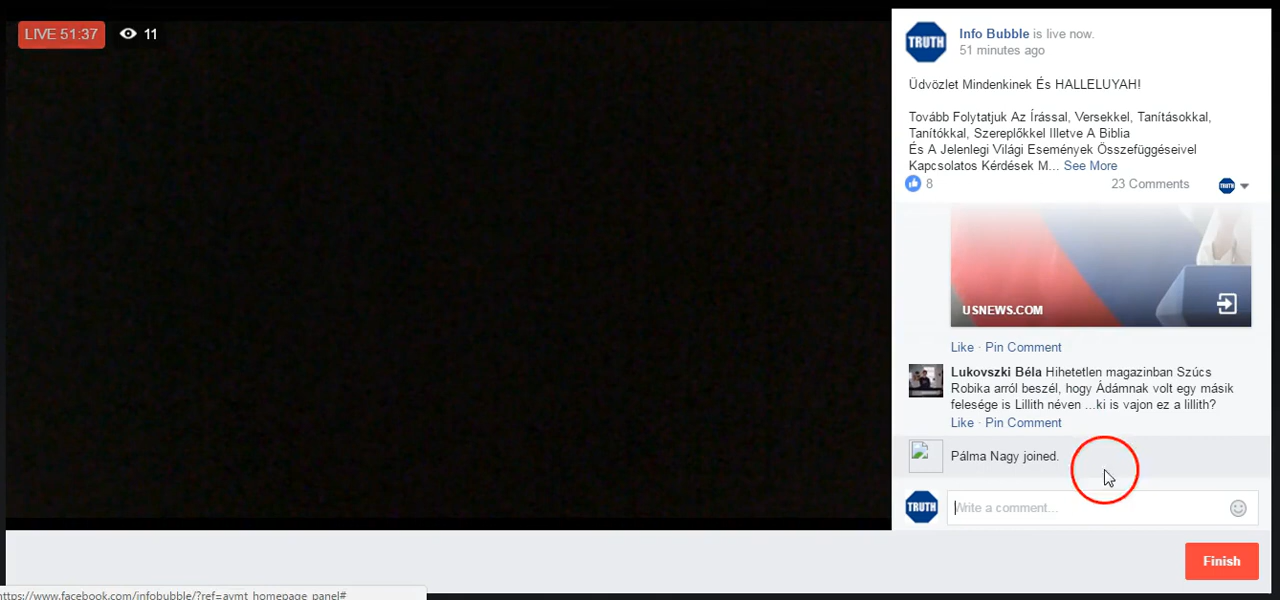 LIVE 51:37
11
TRUTH
Info Bubble is live now.
51 minutes ago
Üdvözlet Mindenkinek És HALLELUYAH!
Tovább Folytatjuk Az Írással, Versekkel, Tanításokkal,
Tanítókkal, Szereplőkkel Illetve A Biblia
És A Jelenlegi Világi Események Összefüggéseivel
Kapcsolatos Kérdések M... See More
8
23 Comments
TRUTH
USNEWS.COM
Like · Pin Comment
Lukovszki Béla Hihetetlen magazinban Szúcs
Robika arról beszél, hogy Ádámnak volt egy másik
felesége is Lillith néven ...ki is vajon ez a lillith?
Like · Pin Comment
Pálma Nagy joined.
TRUTH
Write a comment...
Finish
https://www.facebook.com/infobubble/?ref=aymt_homepage_panel#